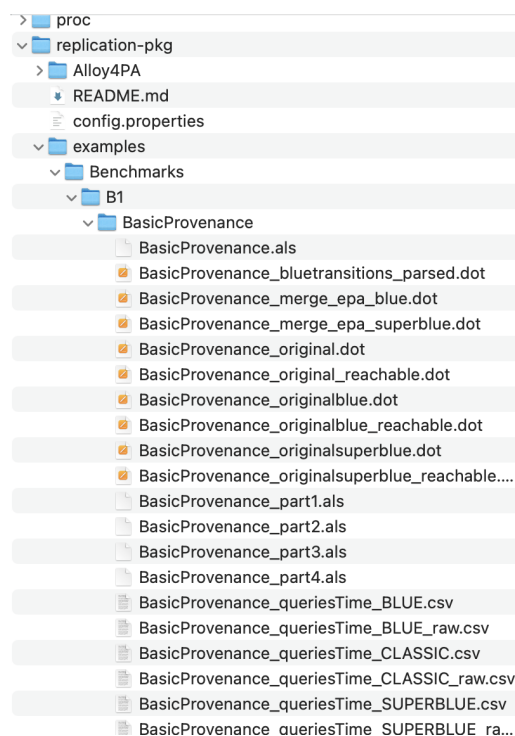 proc
replication-pkg
Alloy4PA
README.md
config.properties
examples
Benchmarks
B1
BasicProvenance
BasicProvenance.als
BasicProvenance_bluetransitions_parsed.dot
BasicProvenance_merge_epa_blue.dot
BasicProvenance_merge_epa_superblue.dot
BasicProvenance_original.dot
BasicProvenance_original_reachable.dot
BasicProvenance_originalblue.dot
BasicProvenance_originalblue_reachable.dot
BasicProvenance_originalsuperblue.dot
BasicProvenance_originalsuperblue_reachable....
BasicProvenance_part1.als
BasicProvenance_part2.als
BasicProvenance_part3.als
BasicProvenance_part4.als
BasicProvenance_queriesTime_BLUE.csv
BasicProvenance_queriesTime_BLUE_raw.csv
BasicProvenance_queriesTime_CLASSIC.csv
BasicProvenance_queriesTime_CLASSIC_raw.csv
BasicProvenance_queriesTime_SUPERBLUE.csv
BasicProvenance_queriesTime_SUPERBLUE_ra...